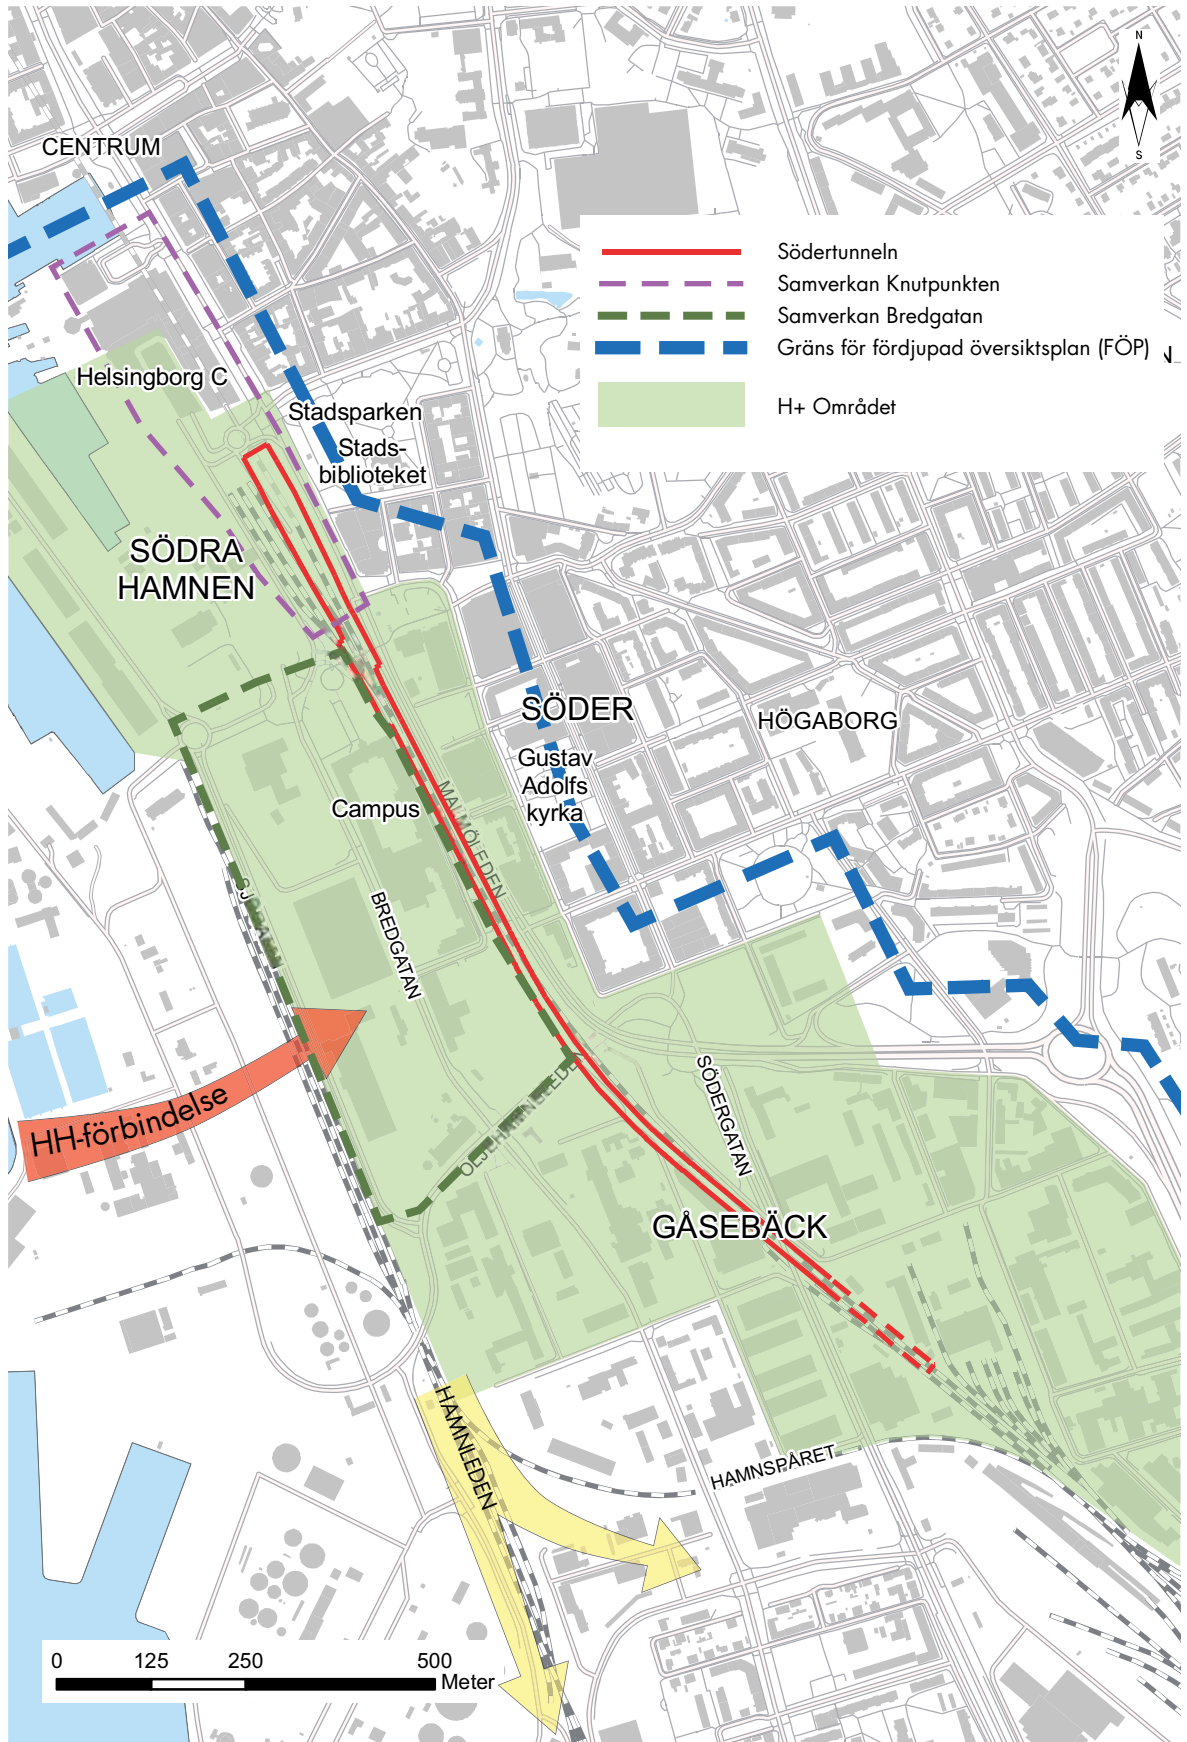 N
S
CENTRUM
Södertunneln
Samverkan Knutpunkten
Samverkan Bredgatan
Gräns för fördjupad översiktsplan (FÖP)
H+ Området
N
Helsingborg C
Stadsparken
Stads-
biblioteket
SÖDRA
HAMNEN
SÖDER
HÖGABORG
Gustav
Adolfs
kyrka
Campus
MALMÖLEDEN
BREDGATAN
HH-förbindelse
SÖDERGATAN
OLJEHAMNLEDEN
GÅSEBÄCK
HAMNLEDEN
HAMNSPÅRET
0 125 250 500
Meter